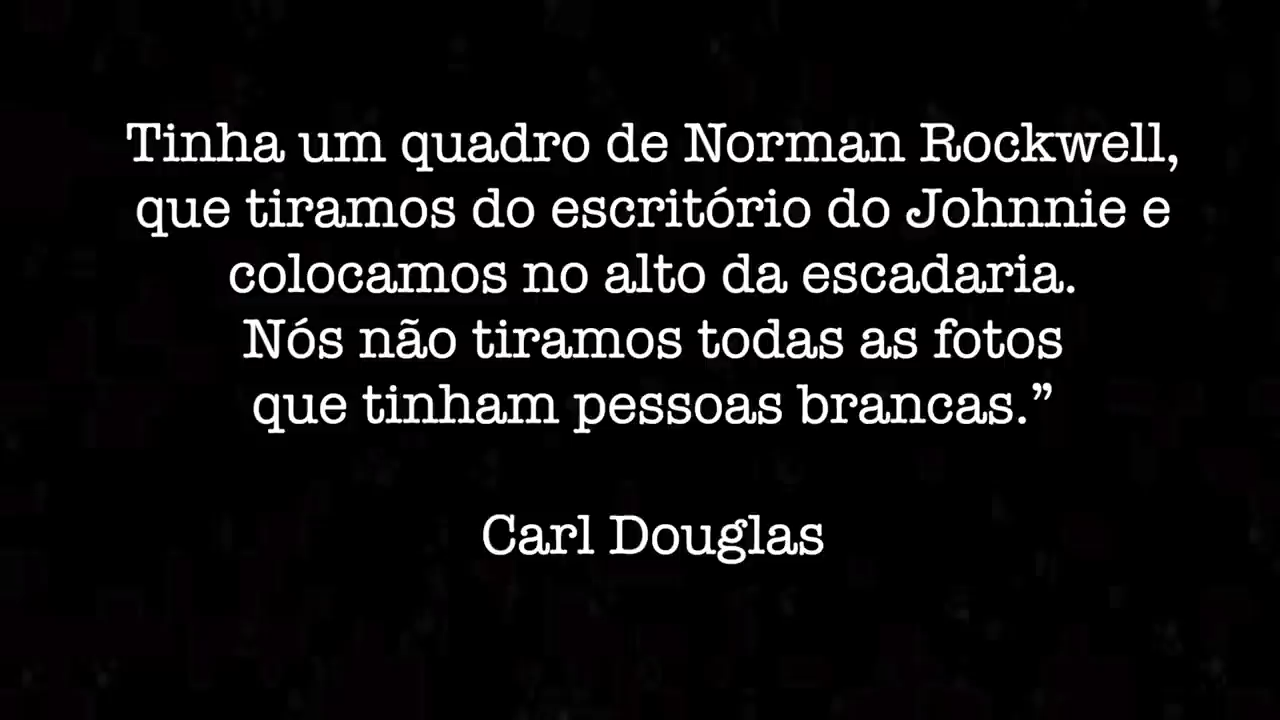 Tinha um quadro de Norman Rockwell,
que tiramos do escritório do Johnnie e
colocamos no alto da escadaria.
Nós não tiramos todas as fotos
que tinham pessoas brancas.”
Carl Douglas